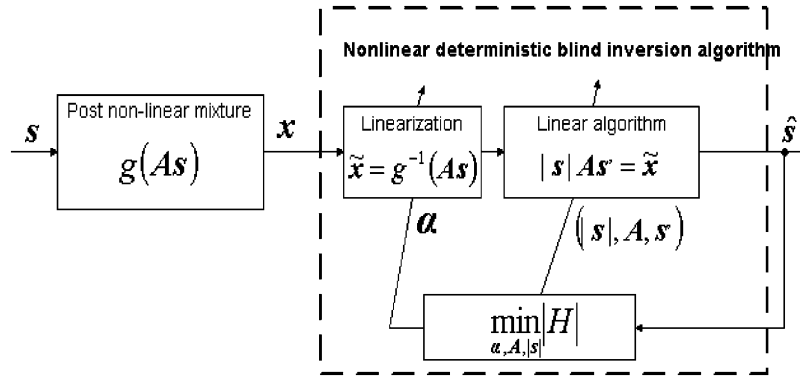 Nonlinear deterministic blind inversion algorithm
Post non-linear mixture
g(As)
s
x
Linearization
x̃ = g⁻¹(As)
Linear algorithm
| s | As' = x̃
ŝ
α
(| s |, A, s')
min |H|
α, A, |s|